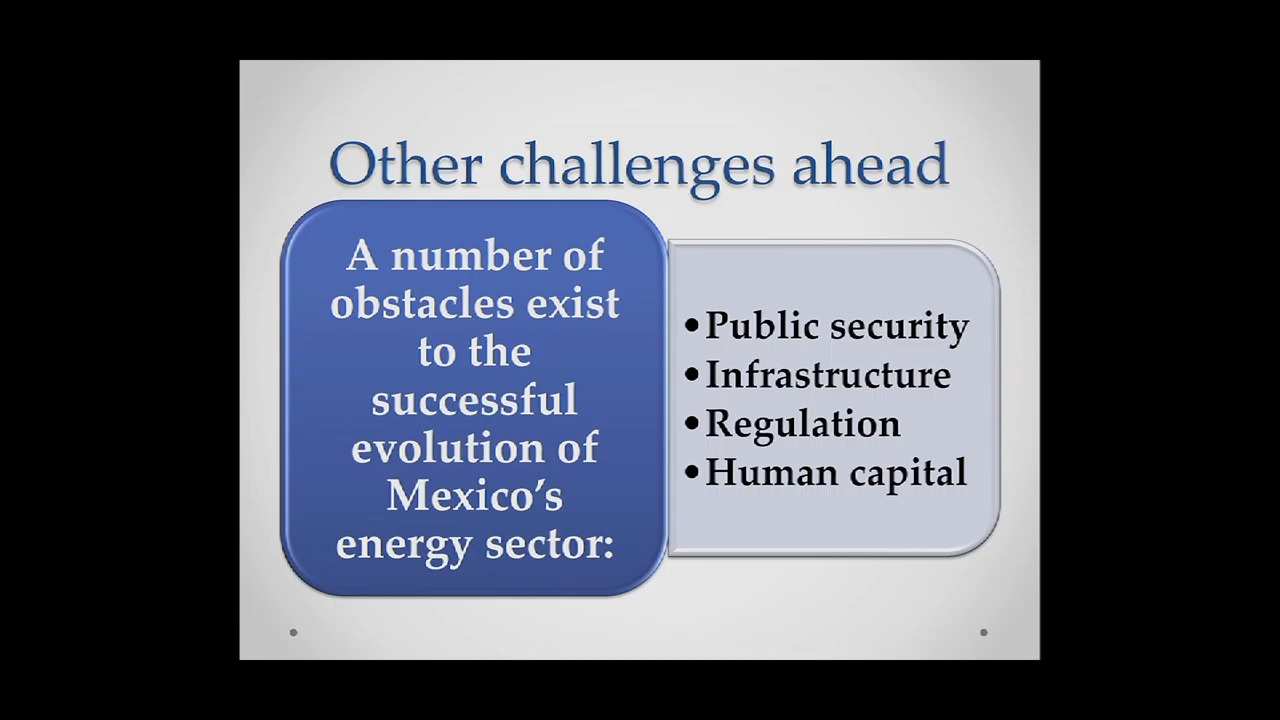 Other challenges ahead
A number of
obstacles exist
to the
successful
evolution of
Mexico’s
energy sector:
•Public security
•Infrastructure
•Regulation
•Human capital